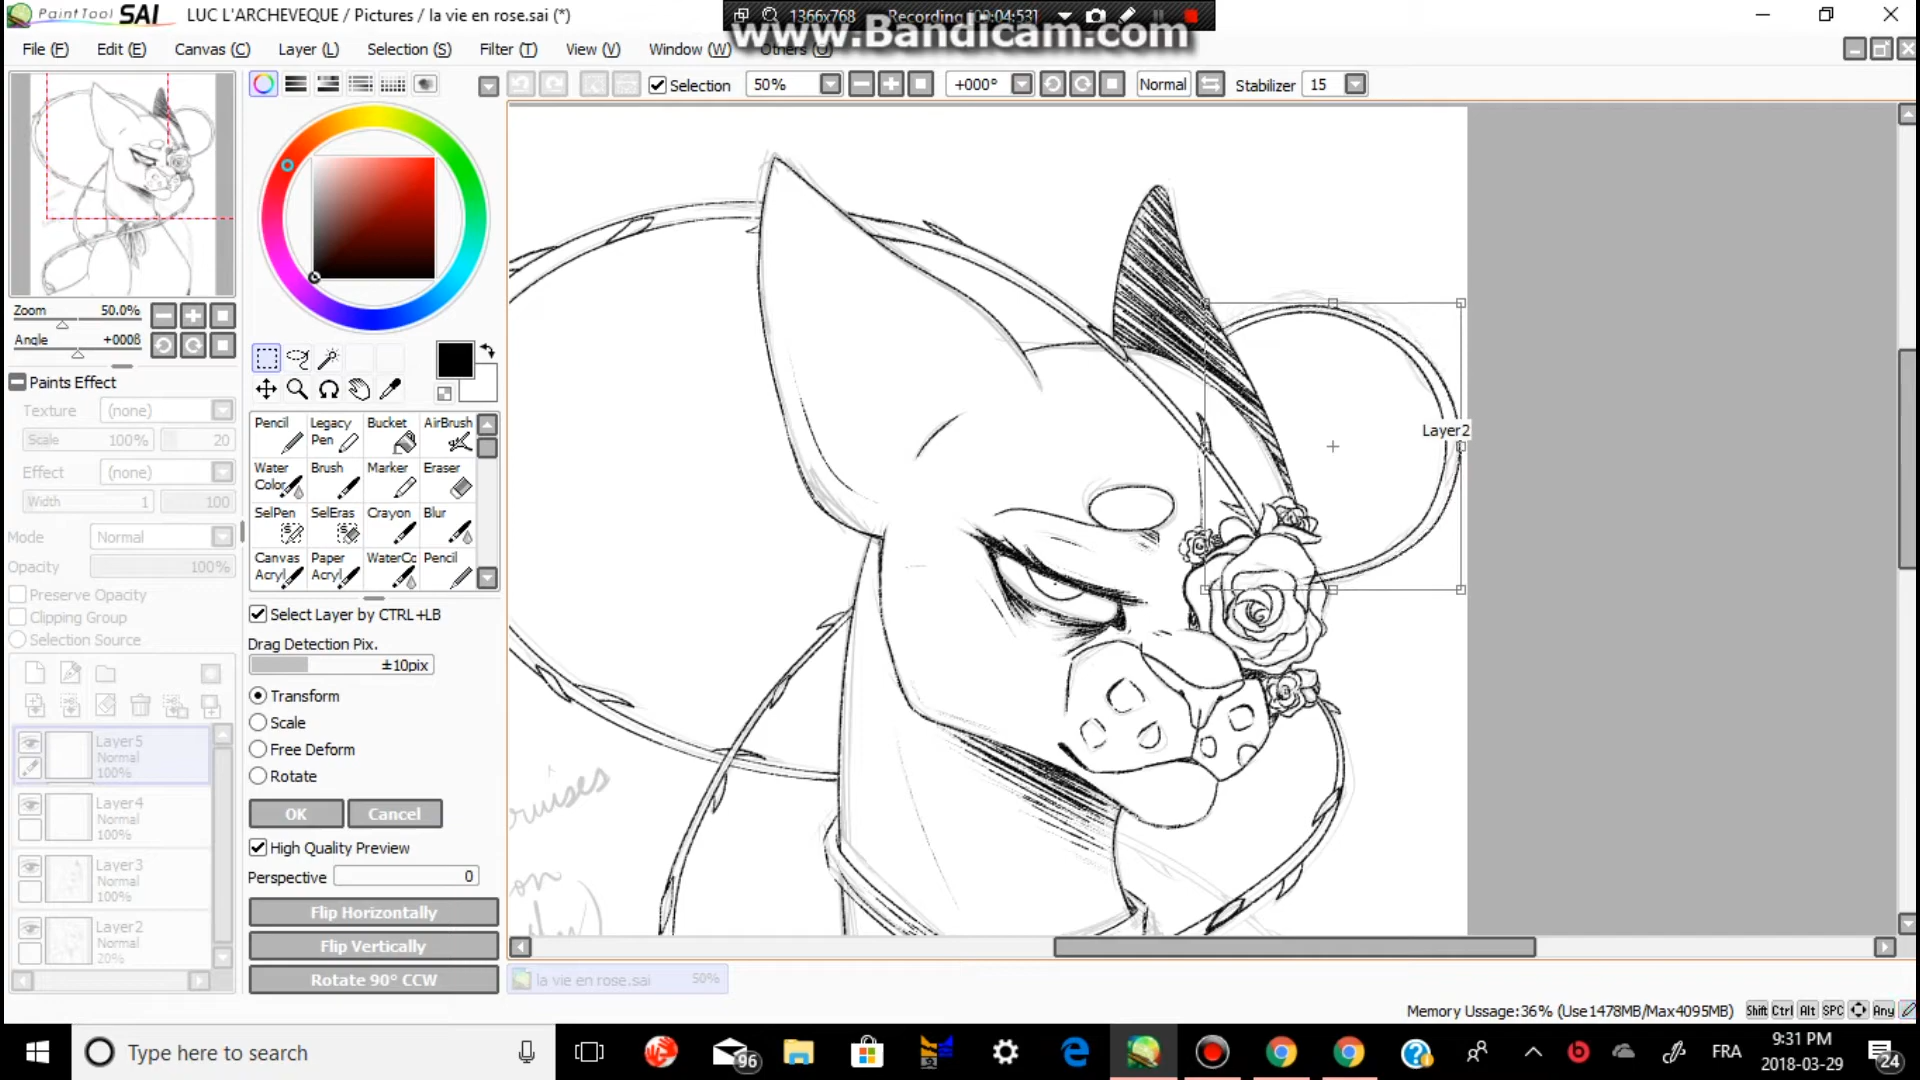 PaintTool SAI LUC L'ARCHEVEQUE / Pictures / la vie en rose.sai (*)
1366x768 Recording [00:04:53]
www.Bandicam.com
File (F) Edit (E) Canvas (C) Layer (L) Selection (S) Filter (T) View (V) Window (W) Others (O)
Selection 50% +000° Normal Stabilizer 15
Zoom 50.0%
Angle +0008
Paints Effect
Texture (none)
Scale 100% 20
Effect (none)
Width 1 100
Mode Normal
Opacity 100%
Preserve Opacity
Clipping Group
Selection Source
Layer5
Normal
100%
Layer4
Normal
100%
Layer3
Normal
100%
Layer2
Normal
20%
Pencil Legacy Pen Bucket AirBrush
Water Color Brush Marker Eraser
SelPen SelEras Crayon Blur
Canvas Acryl Paper Acryl WaterCo Pencil
Select Layer by CTRL+LB
Drag Detection Pix.
±10pix
Transform
Scale
Free Deform
Rotate
OK Cancel
High Quality Preview
Perspective 0
Flip Horizontally
Flip Vertically
Rotate 90° CCW
Layer2
ruises
on
la vie en rose.sai 50%
Memory Ussage:36% (Use1478MB/Max4095MB) Shift Ctrl Alt SPC Any
Type here to search
96
FRA
9:31 PM
2018-03-29
24